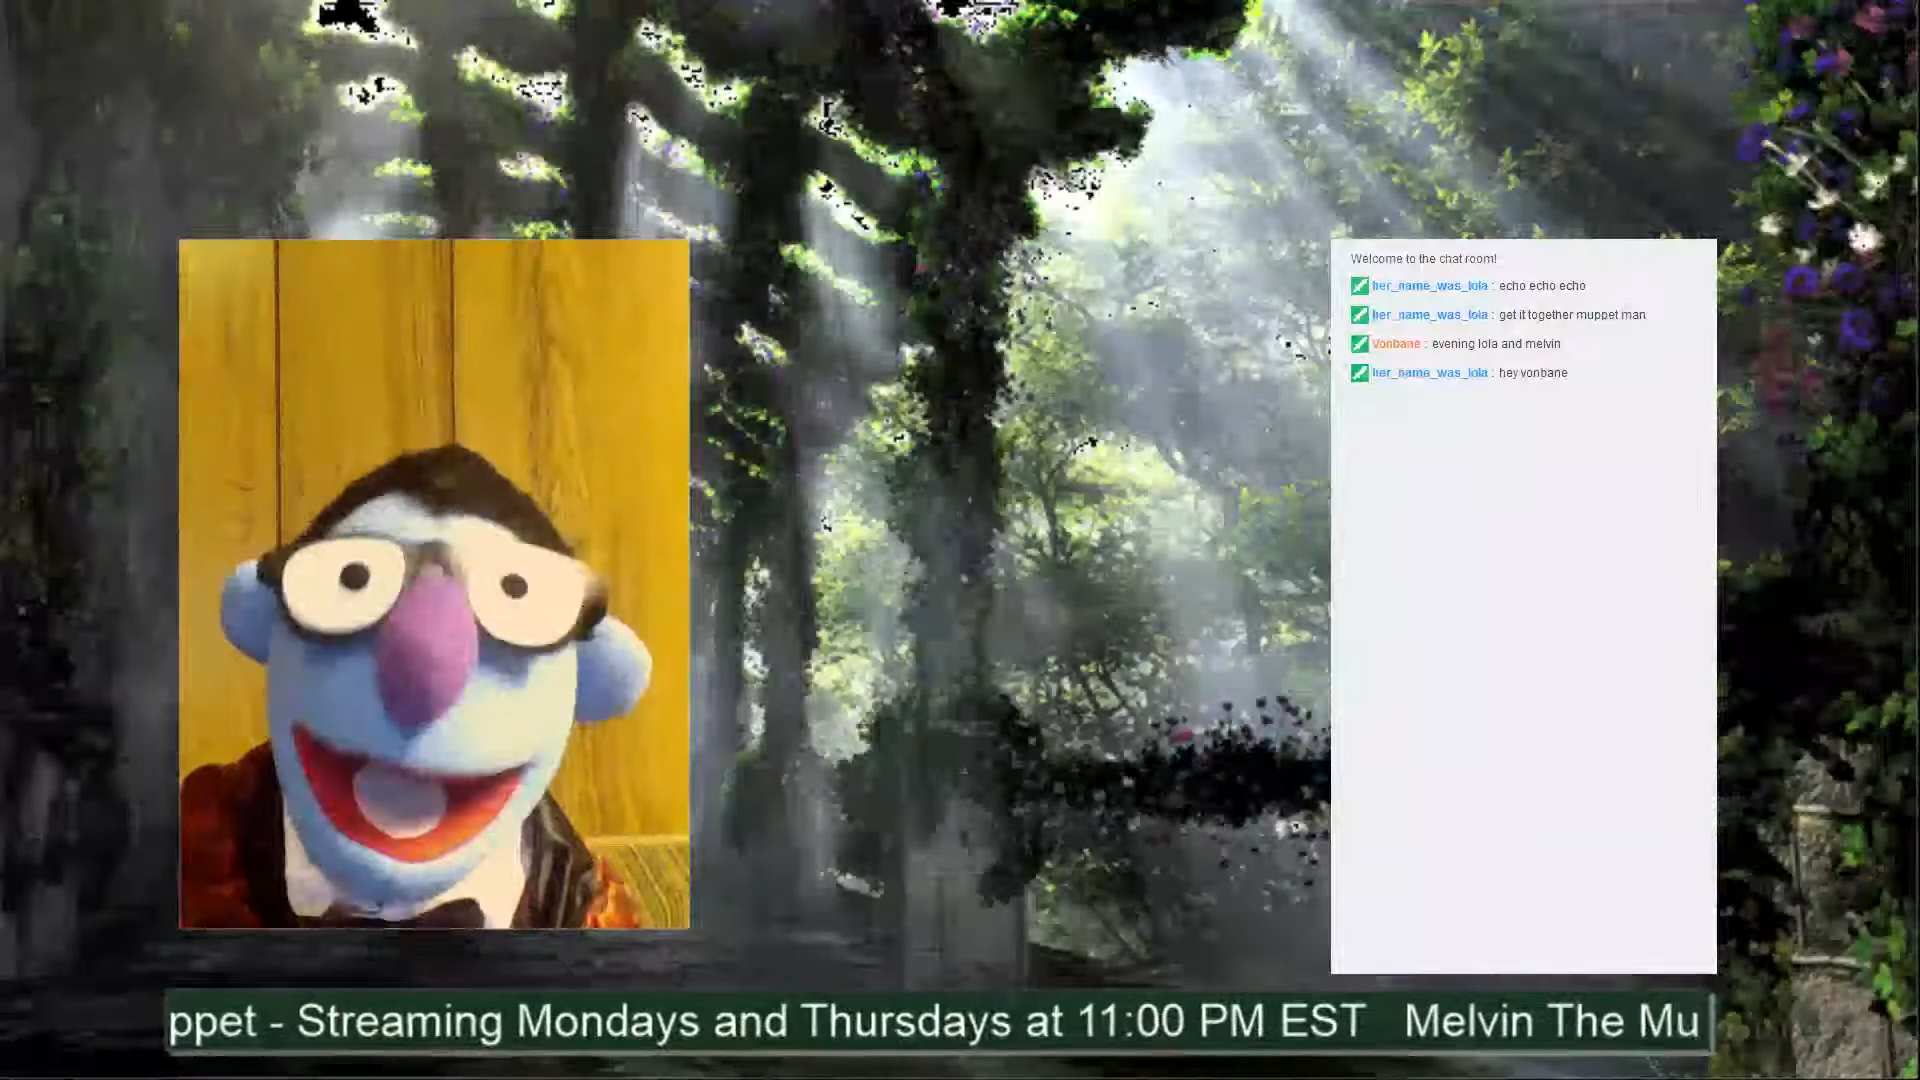 Welcome to the chat room!
her_name_was_lola : echo echo echo
her_name_was_lola : get it together muppet man
Vonbane : evening lola and melvin
her_name_was_lola : hey vonbane
ppet - Streaming Mondays and Thursdays at 11:00 PM EST Melvin The Mu